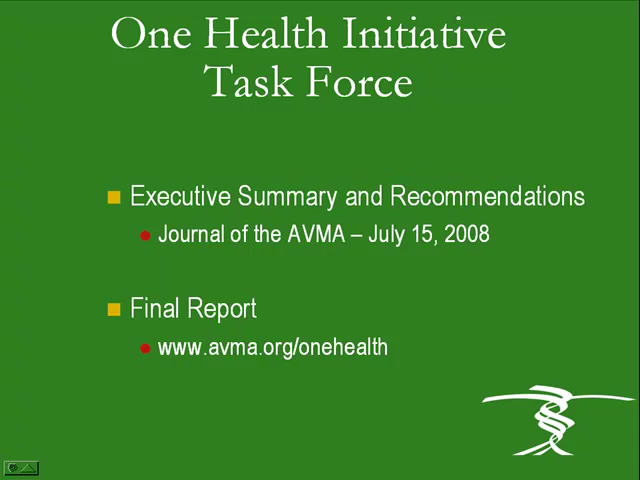 One Health Initiative
Task Force
Executive Summary and Recommendations
Journal of the AVMA – July 15, 2008
Final Report
www.avma.org/onehealth